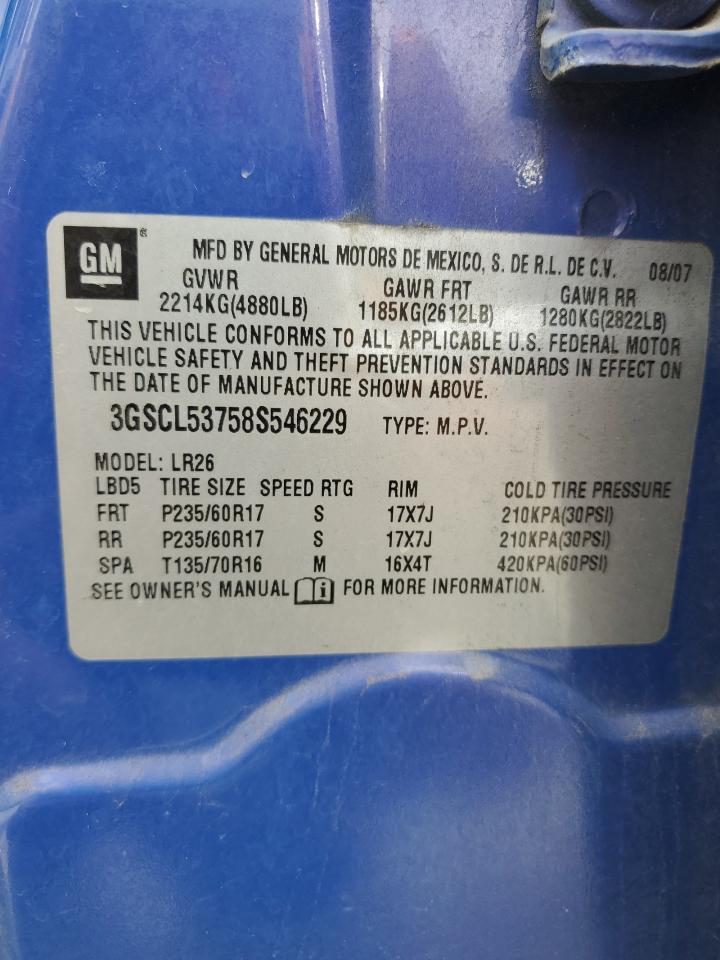 GM ® MFD BY GENERAL MOTORS DE MEXICO, S. DE R.L. DE C.V. 08/07
GVWR GAWR FRT GAWR RR
2214KG(4880LB) 1185KG(2612LB) 1280KG(2822LB)
THIS VEHICLE CONFORMS TO ALL APPLICABLE U.S. FEDERAL MOTOR
VEHICLE SAFETY AND THEFT PREVENTION STANDARDS IN EFFECT ON
THE DATE OF MANUFACTURE SHOWN ABOVE.
3GSCL53758S546229 TYPE: M.P.V.
MODEL: LR26
LBD5 TIRE SIZE SPEED RTG RIM COLD TIRE PRESSURE
FRT P235/60R17 S 17X7J 210KPA(30PSI)
RR P235/60R17 S 17X7J 210KPA(30PSI)
SPA T135/70R16 M 16X4T 420KPA(60PSI)
SEE OWNER'S MANUAL i FOR MORE INFORMATION.